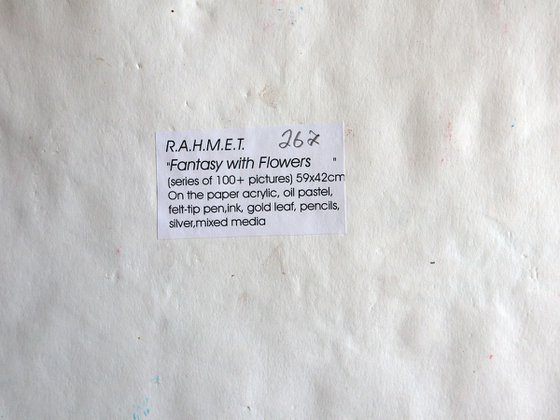 R.A.H.M.E.T. 267
"Fantasy with Flowers "
(series of 100+ pictures) 59x42cm
On the paper acrylic, oil pastel,
felt-tip pen,ink, gold leaf, pencils,
silver,mixed media